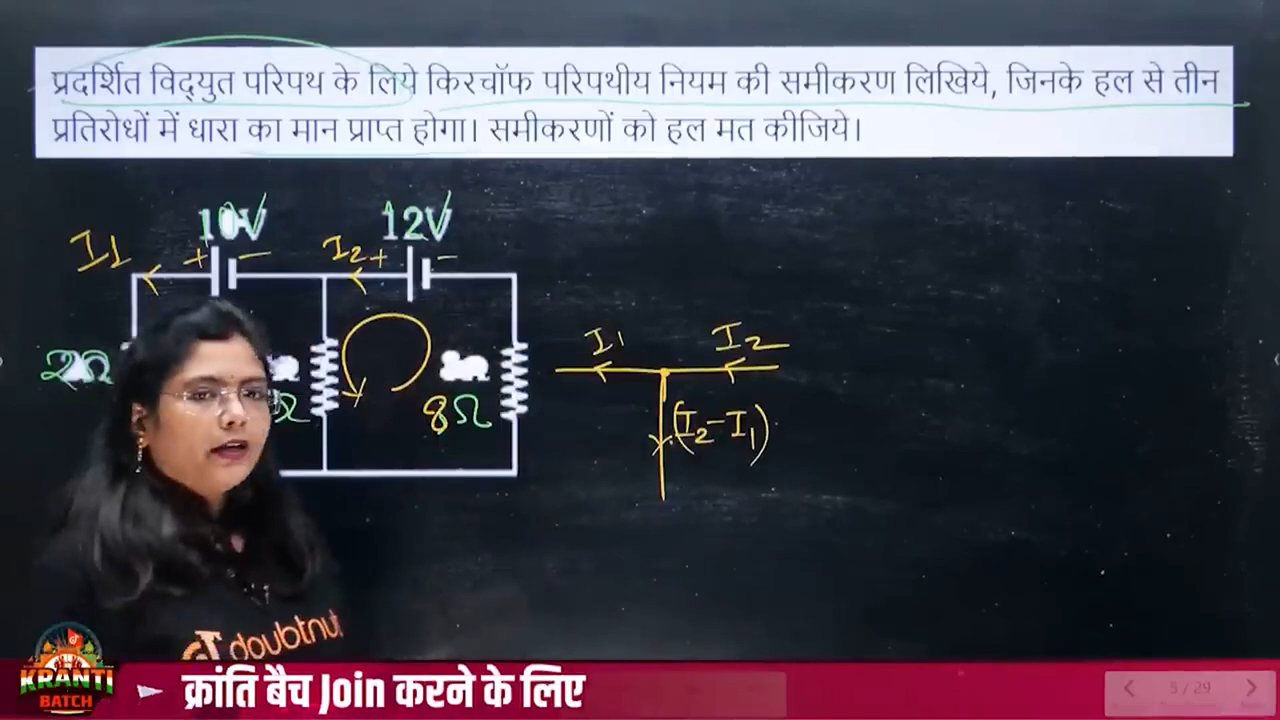 प्रदर्शित विद्युत परिपथ के लिये किरचॉफ परिपथीय नियम की समीकरण लिखिये, जिनके हल से तीन
प्रतिरोधों में धारा का मान प्राप्त होगा। समीकरणों को हल मत कीजिये।
10V 12V
I1 + - I2 + -
I1 I2
2Ω Ω 8Ω
(I2-I1)
doubtnut
KRANTI
BATCH
क्रांति बैच Join करने के लिए
5 / 29